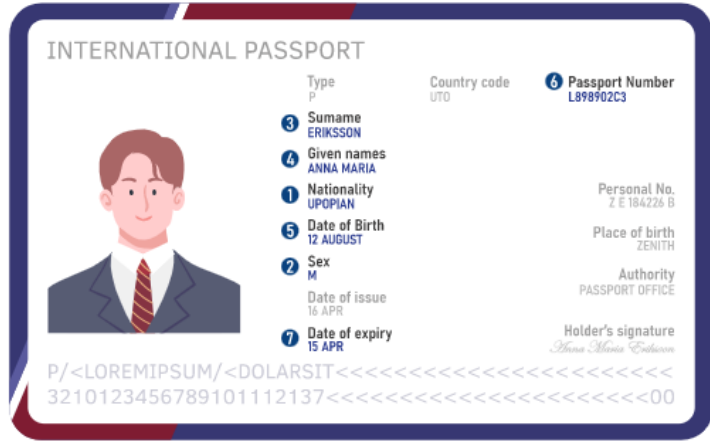 INTERNATIONAL PASSPORT
Type
P
Country code
UTO
6 Passport Number
L898902C3
3 Surname
ERIKSSON
4 Given names
ANNA MARIA
1 Nationality
UPOPIAN
Personal No.
Z E 184226 B
5 Date of Birth
12 AUGUST
Place of birth
ZENITH
2 Sex
M
Authority
PASSPORT OFFICE
Date of issue
16 APR
7 Date of expiry
15 APR
Holder's signature
Anna Maria Eriksson
P/<LOREMIPSUM/<DOLARSIT<<<<<<<<<<<<<<<<<<<<<<<<
3210123456789101112137<<<<<<<<<<<<<<<<<<<<<<<00